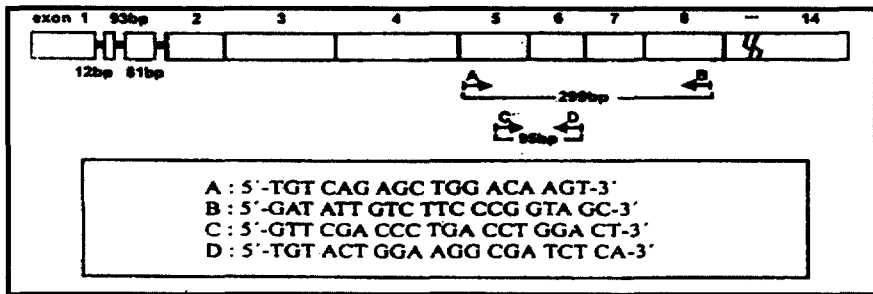 exon 1 93bp 2 3 4 5 6 7 8 --- 14
12bp 81bp
A B
299bp
C D
95bp
A : 5´-TGT CAG AGC TGG ACA AGT-3´
B : 5´-GAT ATT GTC TTC CCG GTA GC-3´
C : 5´-GTT CGA CCC TGA CCT GGA CT-3´
D : 5´-TGT ACT GGA AGG CGA TCT CA-3´